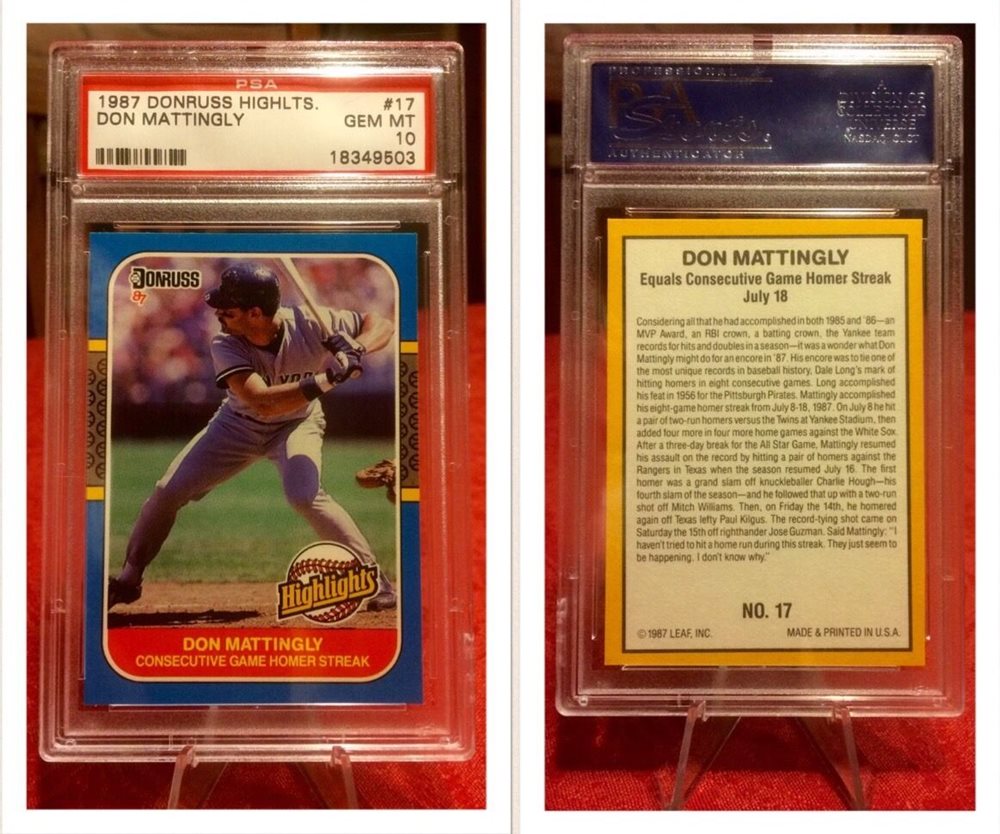 PSA
1987 DONRUSS HIGHLTS. #17
DON MATTINGLY GEM MT
10
18349503
DONRUSS
87
YORK
Highlights
DON MATTINGLY
CONSECUTIVE GAME HOMER STREAK
PROFESSIONAL
PSA
Sports
AUTHENTICATOR
A
DIVISION OF
COLLECTORS
UNIVERSE
NASDAQ: CLCT
DON MATTINGLY
Equals Consecutive Game Homer Streak
July 18
Considering all that he had accomplished in both 1985 and '86—an
MVP Award, an RBI crown, a batting crown, the Yankee team
records for hits and doubles in a season—it was a wonder what Don
Mattingly might do for an encore in '87. His encore was to tie one of
the most unique records in baseball history, Dale Long's mark of
hitting homers in eight consecutive games. Long accomplished
his feat in 1956 for the Pittsburgh Pirates. Mattingly accomplished
his eight-game homer streak from July 8-18, 1987. On July 8 he hit
a pair of two-run homers versus the Twins at Yankee Stadium, then
added four more in four more home games against the White Sox.
After a three-day break for the All Star Game, Mattingly resumed
his assault on the record by hitting a pair of homers against the
Rangers in Texas when the season resumed July 16. The first
homer was a grand slam off knuckleballer Charlie Hough—his
fourth slam of the season—and he followed that up with a two-run
shot off Mitch Williams. Then, on Friday the 14th, he homered
again off Texas lefty Paul Kilgus. The record-tying shot came on
Saturday the 15th off righthander Jose Guzman. Said Mattingly: "I
haven't tried to hit a home run during this streak. They just seem to
be happening. I don't know why."
NO. 17
©1987 LEAF, INC. MADE & PRINTED IN U.S.A.